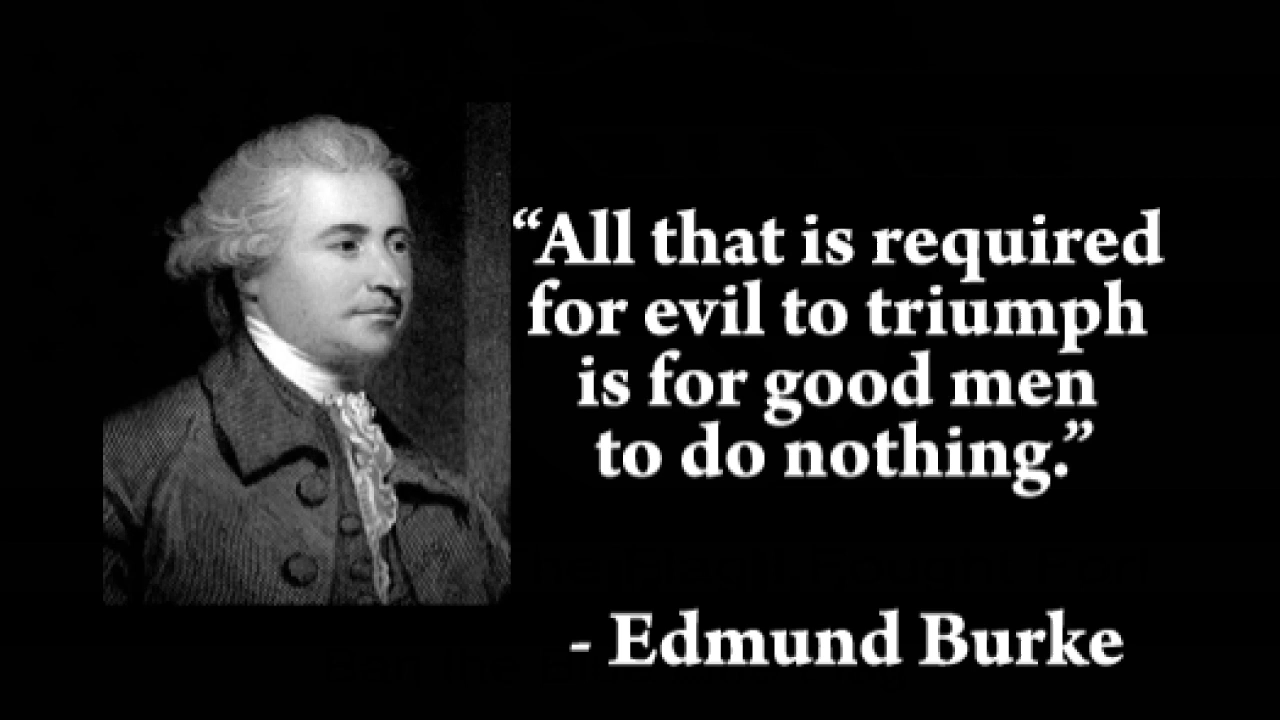 “All that is required
for evil to triumph
is for good men
to do nothing.”
- Edmund Burke